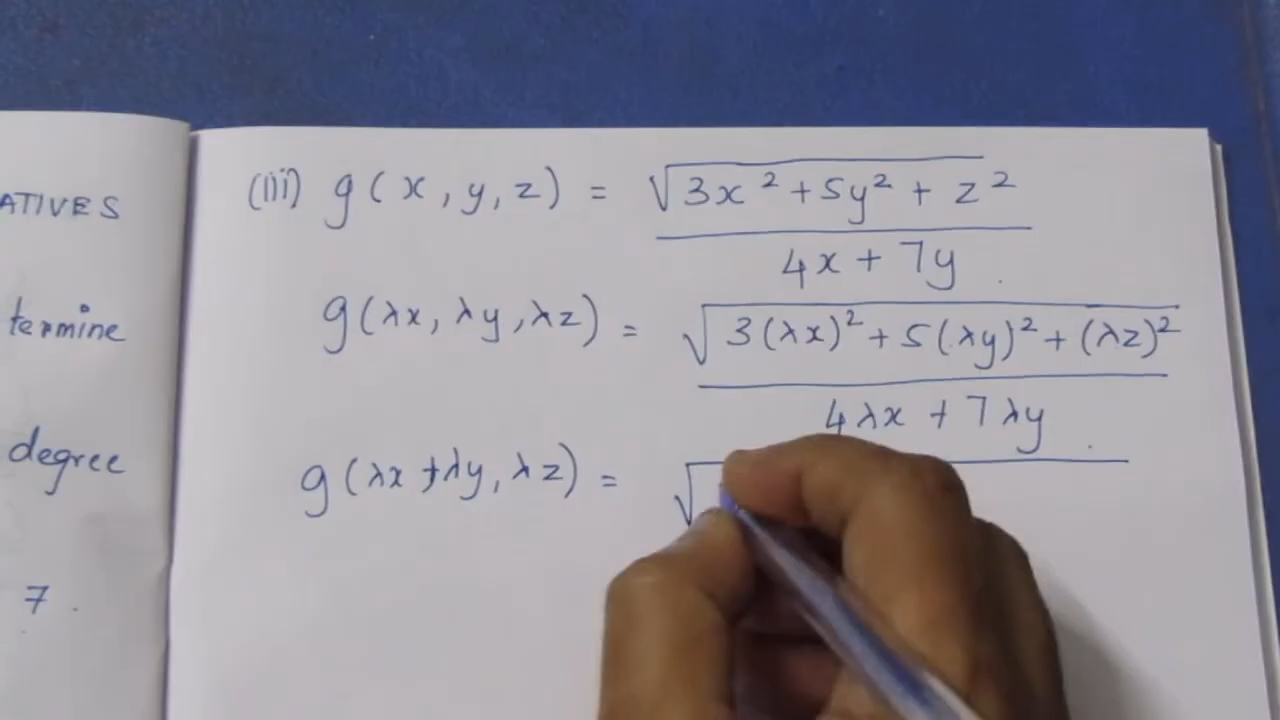 ATIVES
termine
degree
7.
(iii) g(x, y, z) = √3x² + 5y² + z²
4x + 7y.
g(λx, λy, λz) = √3(λx)² + 5(λy)² + (λz)²
4λx + 7λy.
g(λx + λy, λz) = √